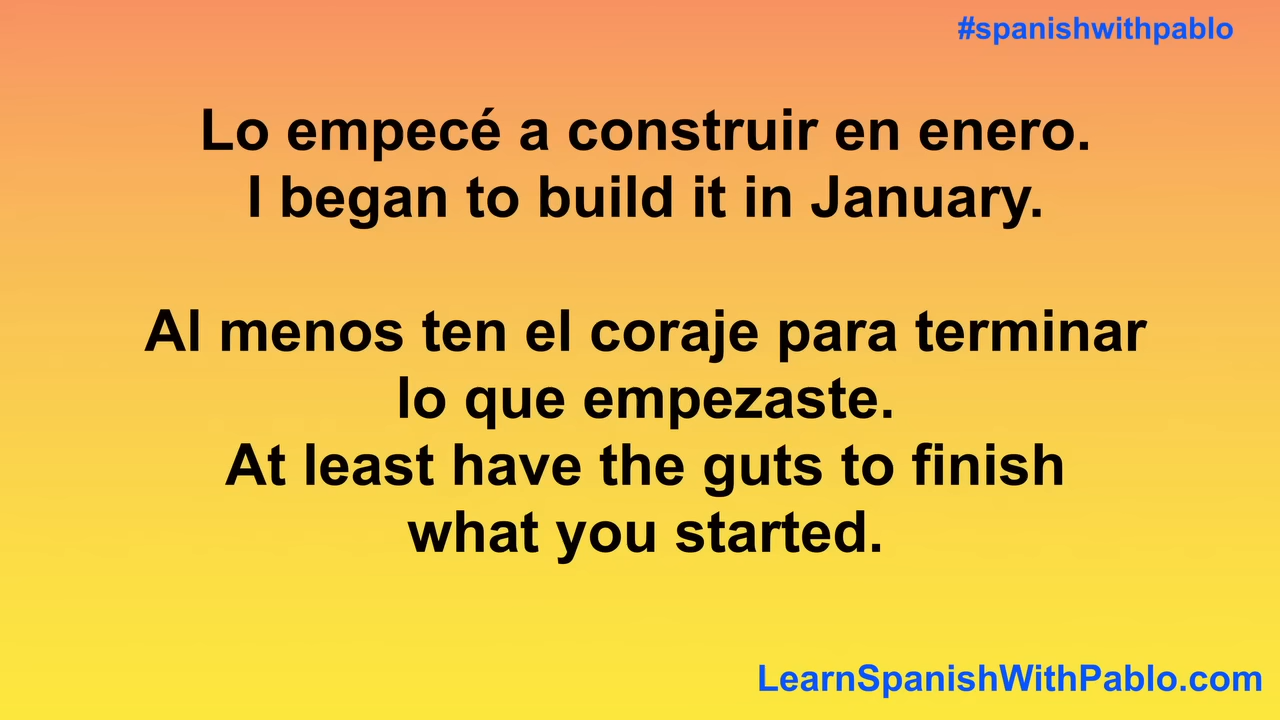 #spanishwithpablo
Lo empecé a construir en enero.
I began to build it in January.
Al menos ten el coraje para terminar
lo que empezaste.
At least have the guts to finish
what you started.
LearnSpanishWithPablo.com